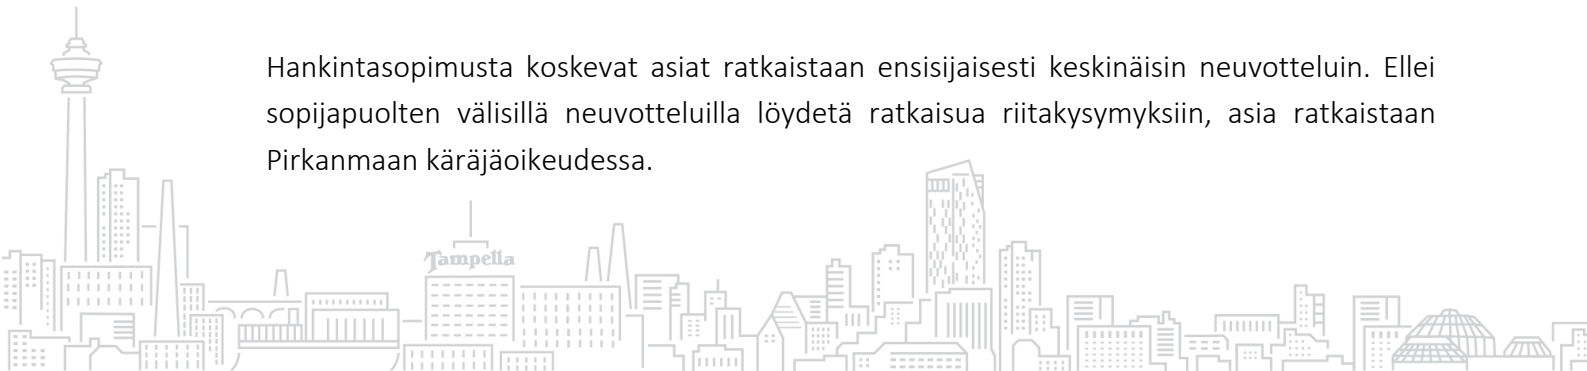 Hankintasopimusta koskevat asiat ratkaistaan ensisijaisesti keskinäisin neuvotteluin. Ellei
sopijapuolten välisillä neuvotteluilla löydetä ratkaisua riitakysymyksiin, asia ratkaistaan
Pirkanmaan käräjäoikeudessa.
Tampella